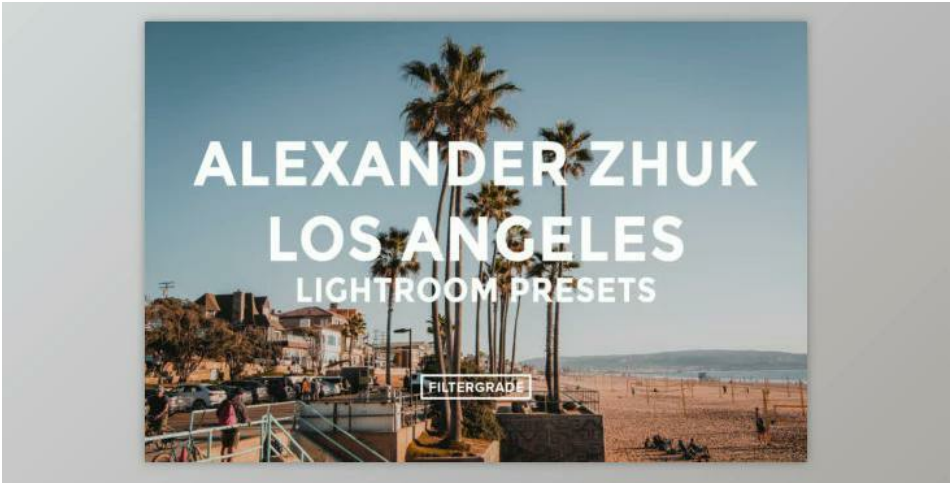 ALEXANDER ZHUK
LOS ANGELES
LIGHTROOM PRESETS
FILTERGRADE